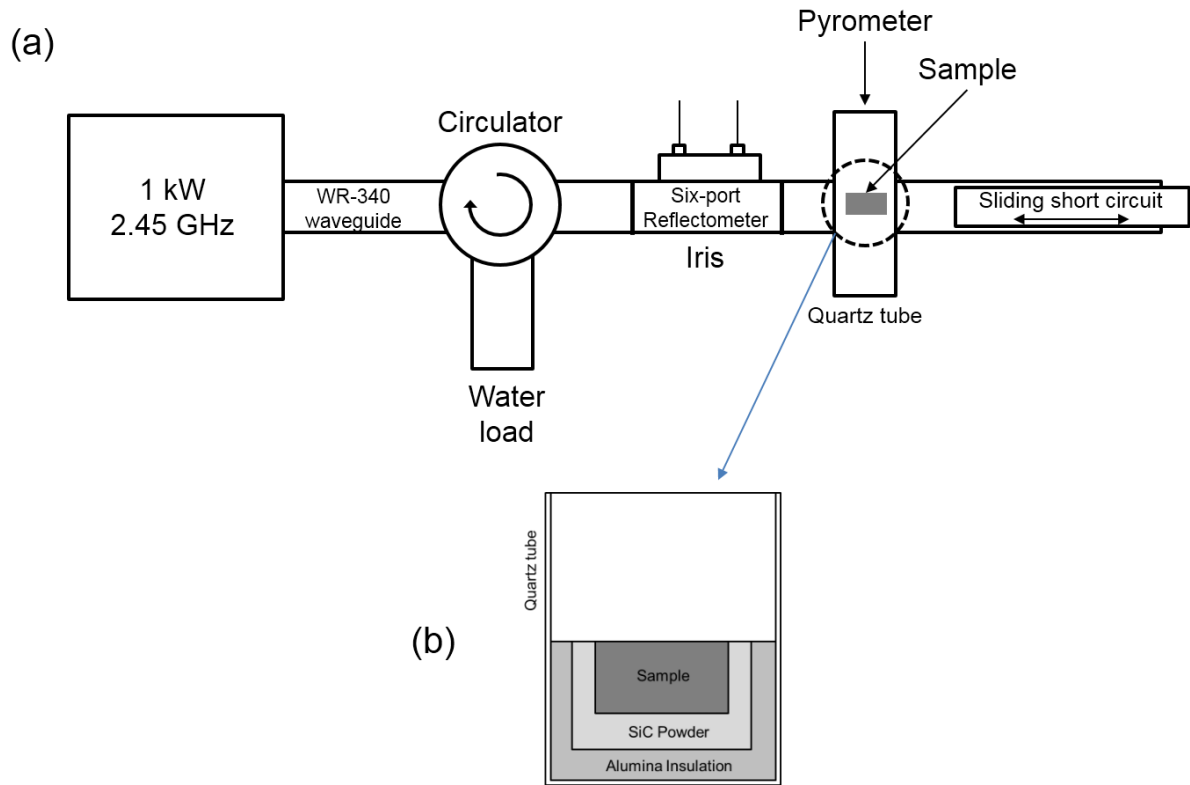 (a)
Pyrometer
Sample
Circulator
1 kW
2.45 GHz
WR-340
waveguide
Six-port
Reflectometer
Sliding short circuit
Iris
Quartz tube
Water
load
(b)
Quartz tube
Sample
SiC Powder
Alumina Insulation